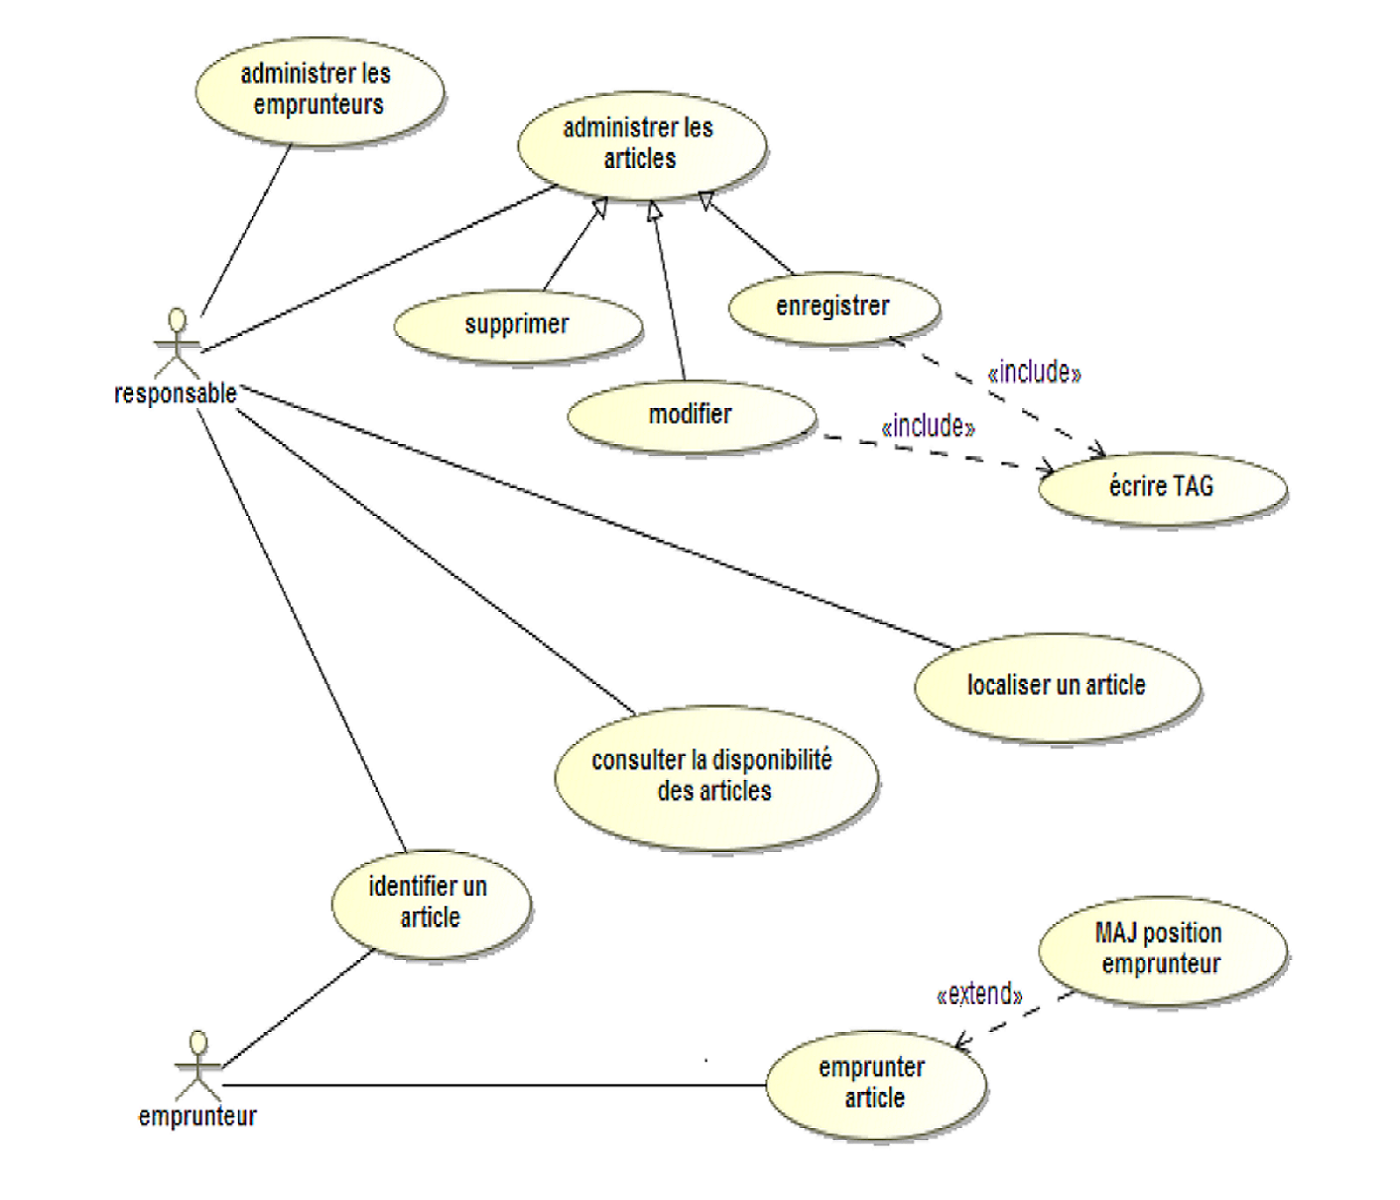 administrer les
emprunteurs
administrer les
articles
supprimer
enregistrer
modifier
«include»
«include»
écrire TAG
responsable
localiser un article
consulter la disponibilité
des articles
identifier un
article
MAJ position
emprunteur
«extend»
emprunter
article
emprunteur